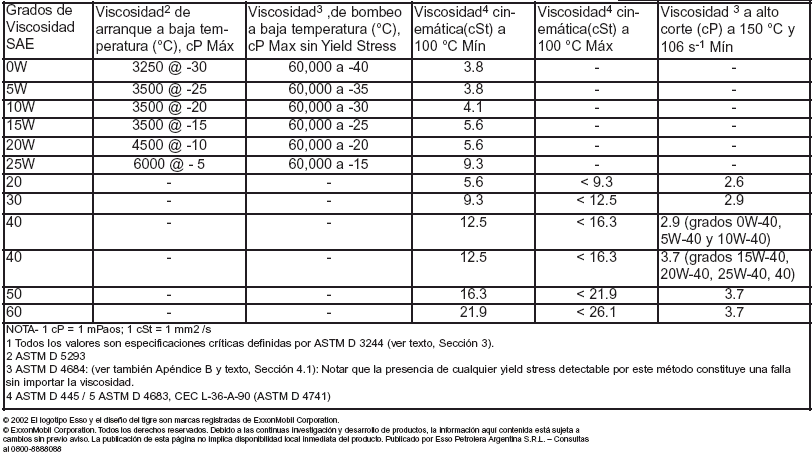 Grados de Viscosidad SAE | Viscosidad2 de arranque a baja temperatura (°C), cP Máx | Viscosidad3 ,de bombeo a baja temperatura (°C), cP Max sin Yield Stress | Viscosidad4 cinemática(cSt) a 100 °C Mín | Viscosidad4 cinemática(cSt) a 100 °C Máx | Viscosidad 3 a alto corte (cP) a 150 °C y 106 s-1 Mín
0W | 3250 @ -30 | 60,000 a -40 | 3.8 | - | -
5W | 3500 @ -25 | 60,000 a -35 | 3.8 | - | -
10W | 3500 @ -20 | 60,000 a -30 | 4.1 | - | -
15W | 3500 @ -15 | 60,000 a -25 | 5.6 | - | -
20W | 4500 @ -10 | 60,000 a -20 | 5.6 | - | -
25W | 6000 @ - 5 | 60,000 a -15 | 9.3 | - | -
20 | - | - | 5.6 | < 9.3 | 2.6
30 | - | - | 9.3 | < 12.5 | 2.9
40 | - | - | 12.5 | < 16.3 | 2.9 (grados 0W-40, 5W-40 y 10W-40)
40 | - | - | 12.5 | < 16.3 | 3.7 (grados 15W-40, 20W-40, 25W-40, 40)
50 | - | - | 16.3 | < 21.9 | 3.7
60 | - | - | 21.9 | < 26.1 | 3.7
NOTA- 1 cP = 1 mPaos; 1 cSt = 1 mm2 /s
1 Todos los valores son especificaciones críticas definidas por ASTM D 3244 (ver texto, Sección 3).
2 ASTM D 5293
3 ASTM D 4684: (ver también Apéndice B y texto, Sección 4.1): Notar que la presencia de cualquier yield stress detectable por este método constituye una falla
sin importar la viscosidad.
4 ASTM D 445 / 5 ASTM D 4683, CEC L-36-A-90 (ASTM D 4741)
© 2002 El logotipo Esso y el diseño del tigre son marcas registradas de ExxonMobil Corporation.
© ExxonMobil Corporation. Todos los derechos reservados. Debido a las continuas investigación y desarrollo de productos, la información aquí contenida está sujeta a
cambios sin previo aviso. La publicación de esta página no implica disponibilidad local inmediata del producto. Publicado por Esso Petrolera Argentina S.R.L. – Consultas
al 0800-8888088